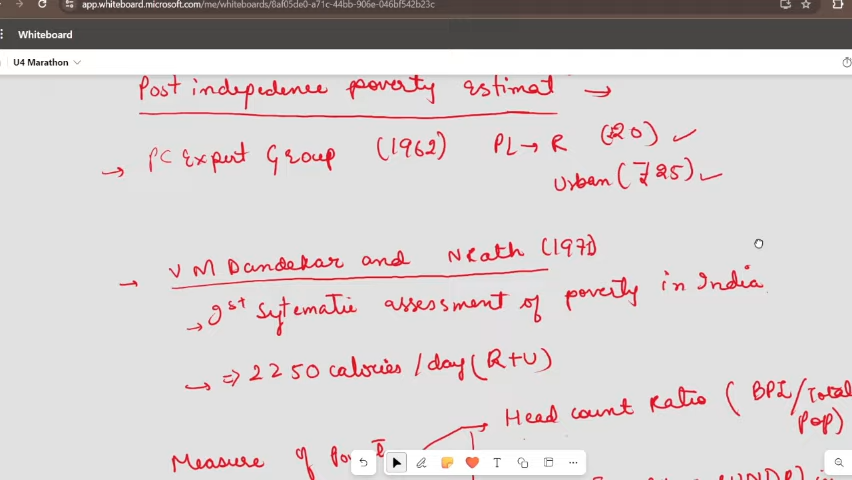 app.whiteboard.microsoft.com/me/whiteboards/8af05de0-a71c-44bb-906e-046bf542b23c
Whiteboard
U4 Marathon
Post indepedence poverty estimat →
→ PC Expert Group (1962) PL → R (₹20) ✓
Urban (₹25) ✓
→ V M Dandekar and N Rath (1971)
→ 1st Sytematic assessment of poverty in India
→ ⇒ 2250 calories / day (R+U)
→ Head count Ratio ( BPL / Total Pop)
Measure of
T